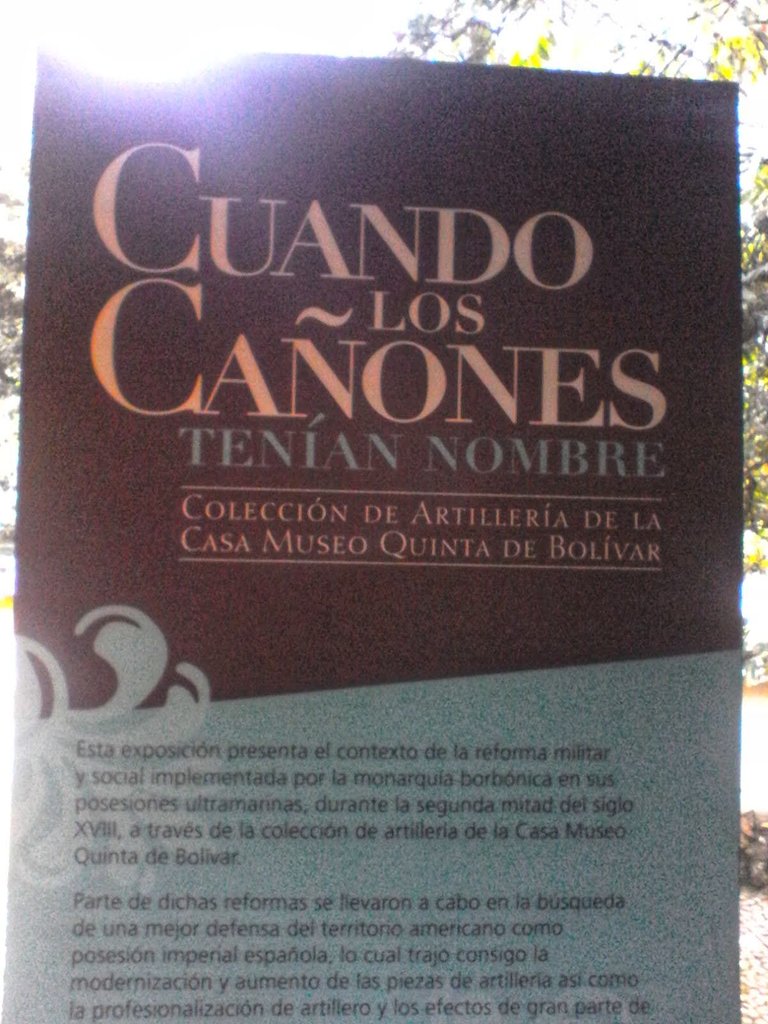 CUANDO
LOS
CAÑONES
TENÍAN NOMBRE
COLECCIÓN DE ARTILLERÍA DE LA
CASA MUSEO QUINTA DE BOLÍVAR
Esta exposición presenta el contexto de la reforma militar
y social implementada por la monarquía borbónica en sus
posesiones ultramarinas, durante la segunda mitad del siglo
XVIII, a través de la colección de artillería de la Casa Museo
Quinta de Bolívar.
Parte de dichas reformas se llevaron a cabo en la búsqueda
de una mejor defensa del territorio americano como
posesión imperial española, lo cual trajo consigo la
modernización y aumento de las piezas de artillería así como
la profesionalización de artillero y los efectos de gran parte de